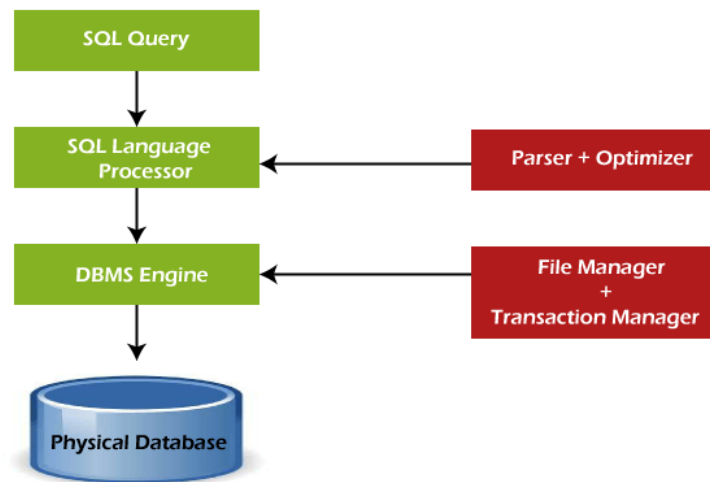 SQL Query
SQL Language
Processor
Parser + Optimizer
DBMS Engine
File Manager
+
Transaction Manager
Physical Database